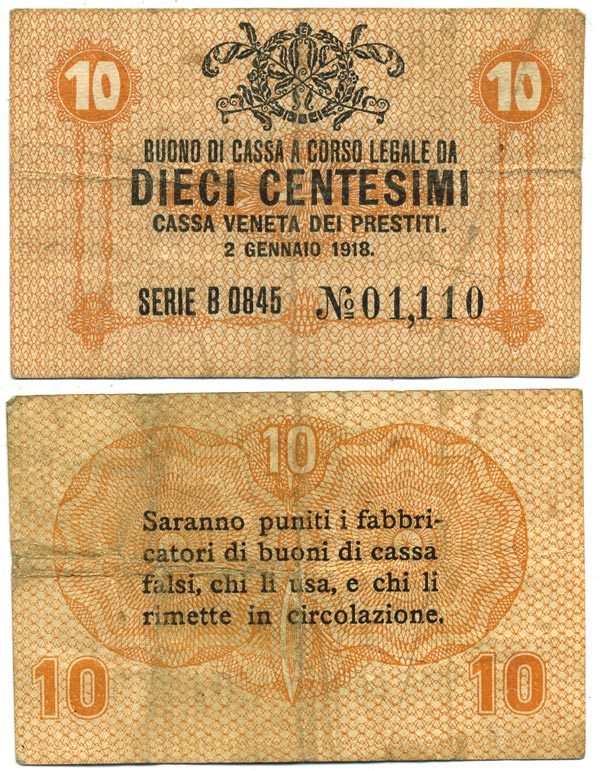 10 10
BUONO DI CASSA A CORSO LEGALE DA
DIECI CENTESIMI
CASSA VENETA DEI PRESTITI.
2 GENNAIO 1918.
SERIE B 0845 № 01,110
10
Saranno puniti i fabbri-
catori di buoni di cassa
falsi, chi li usa, e chi li
rimette in circolazione.
10 10